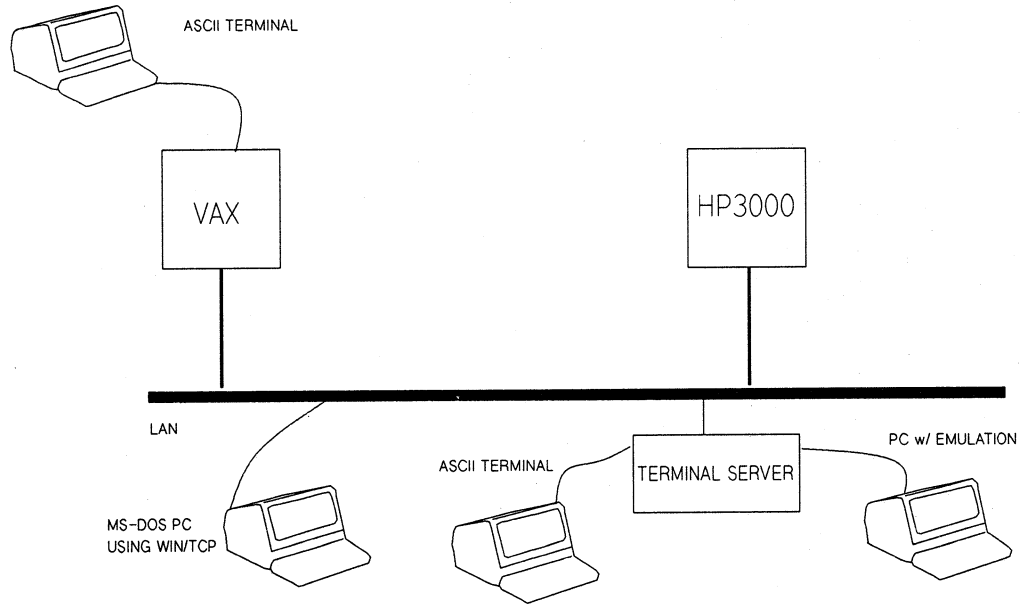 ASCII TERMINAL
VAX
HP3000
LAN
PC w/ EMULATION
ASCII TERMINAL
TERMINAL SERVER
MS-DOS PC
USING WIN/TCP